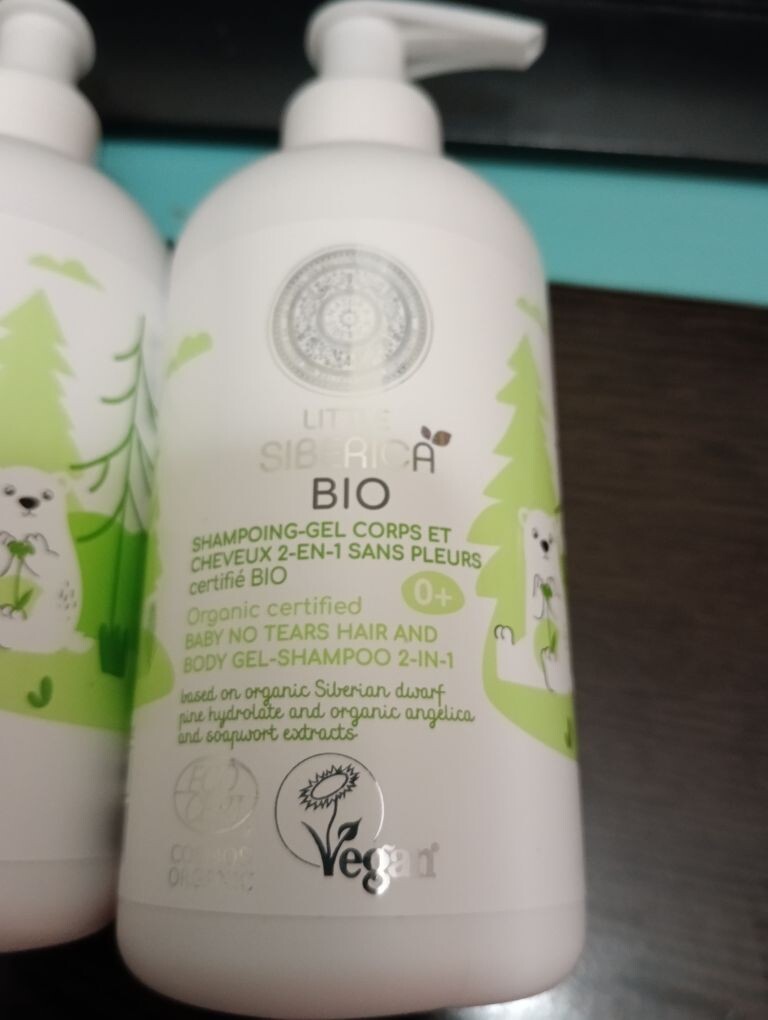 LITTLE
SIBERICA
BIO
SHAMPOING-GEL CORPS ET
CHEVEUX 2-EN-1 SANS PLEURS
certifié BIO
0+
Organic certified
BABY NO TEARS HAIR AND
BODY GEL-SHAMPOO 2-IN-1
based on organic Siberian dwarf
pine hydrolate and organic angelica
and soapwort extracts
ECO
CERT
COSMOS
ORGANIC
Vegan